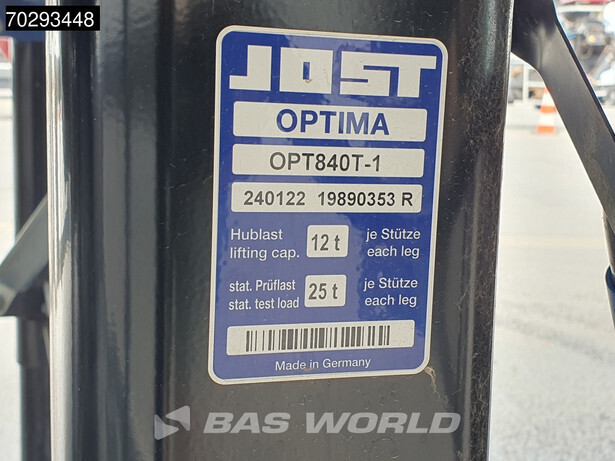 70293448
JOST
OPTIMA
OPT840T-1
240122 19890353 R
Hublast 12 t je Stütze
lifting cap. each leg
stat. Prüflast 25 t je Stütze
stat. test load each leg
Made in Germany
BAS WORLD